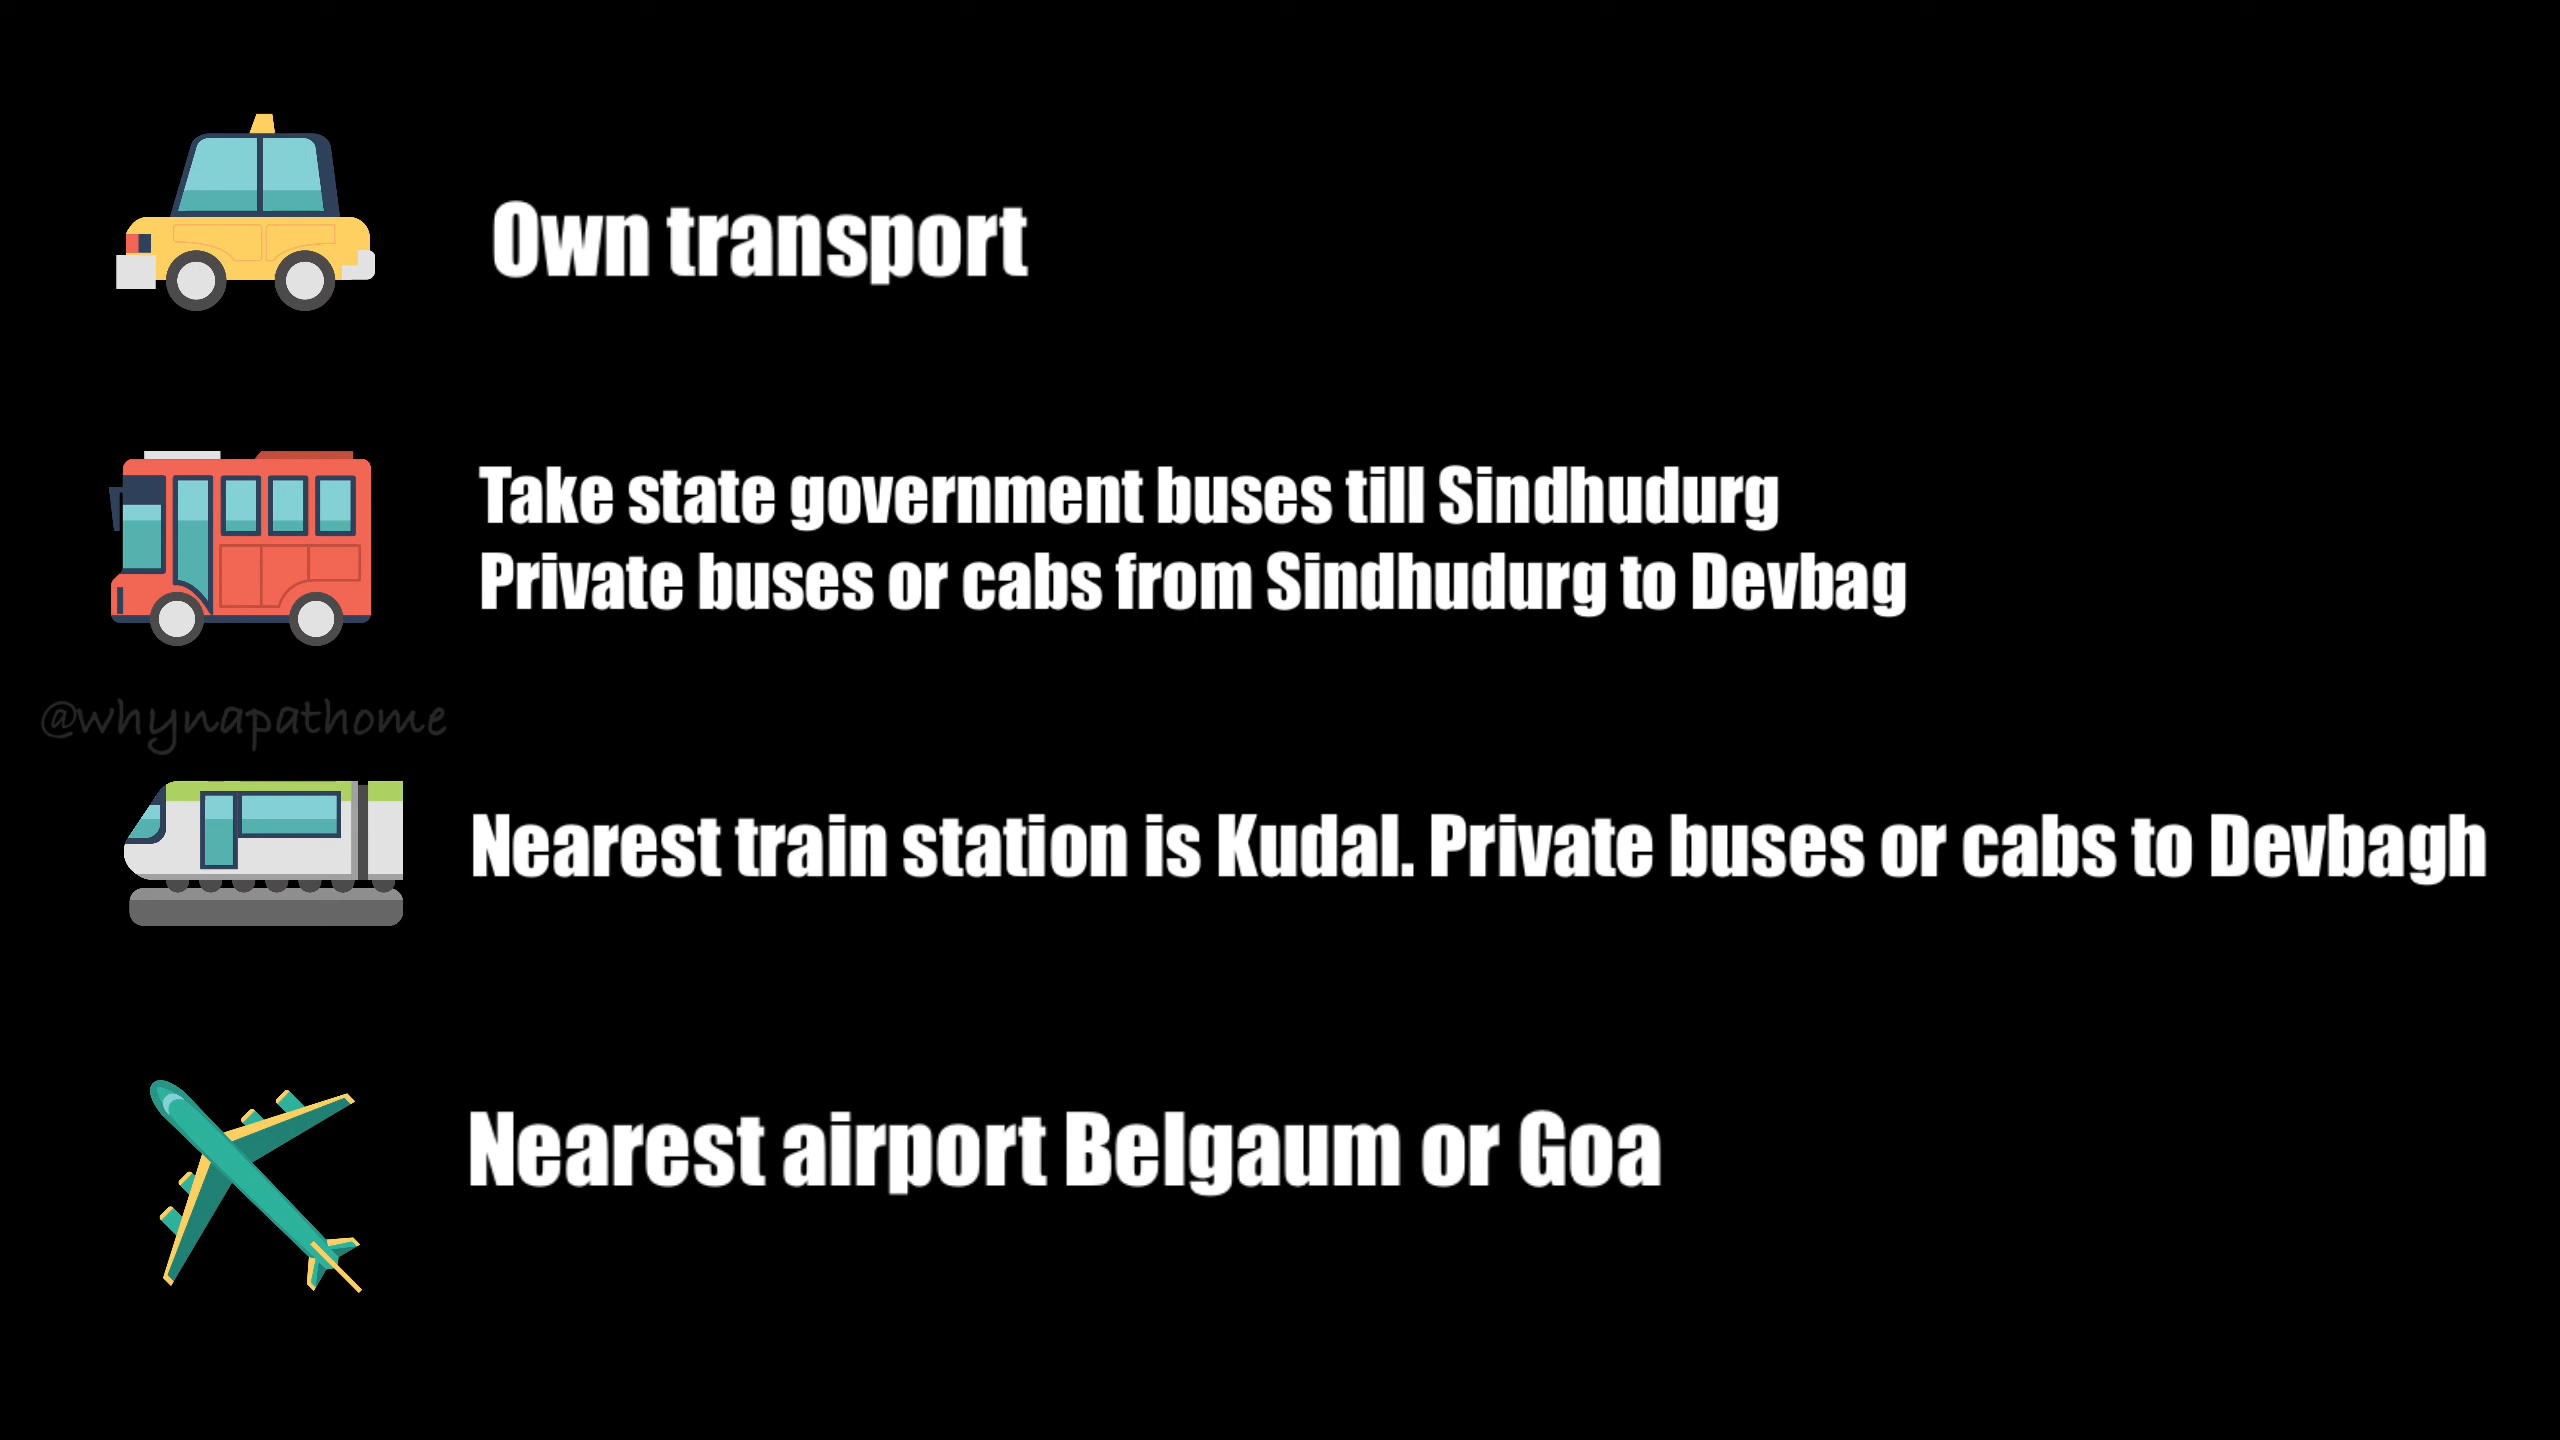 Own transport
Take state government buses till Sindhudurg
Private buses or cabs from Sindhudurg to Devbag
@whynapathome
Nearest train station is Kudal. Private buses or cabs to Devbagh
Nearest airport Belgaum or Goa